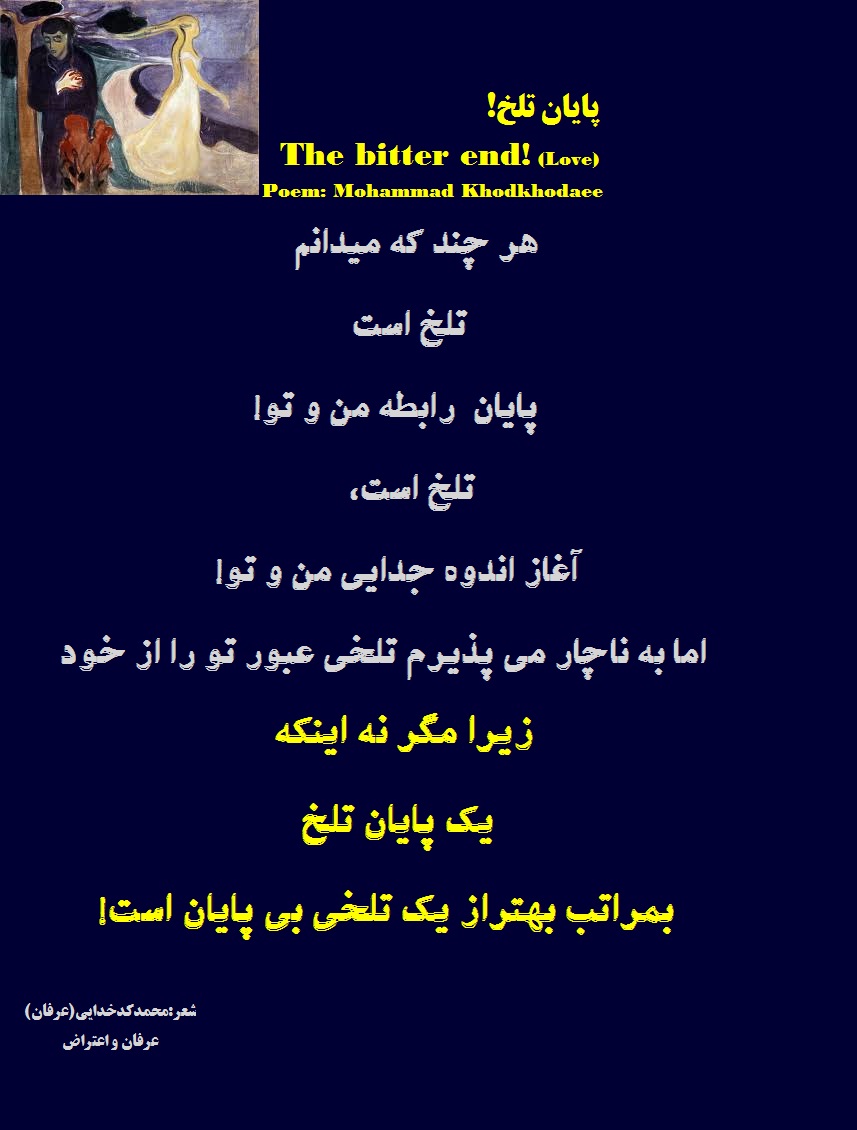 پایان تلخ!
The bitter end! (Love)
Poem: Mohammad Khodkhodaee
هر چند که میدانم
تلخ است
پایان رابطه من و تو!
تلخ است،
آغاز اندوه جدایی من و تو!
اما به ناچار می پذیرم تلخی عبور تو را از خود
زیرا مگر نه اینکه
یک پایان تلخ
بمراتب بهتراز یک تلخی بی پایان است!
شعر:محمدکدخدایی(عرفان)
عرفان و اعتراض